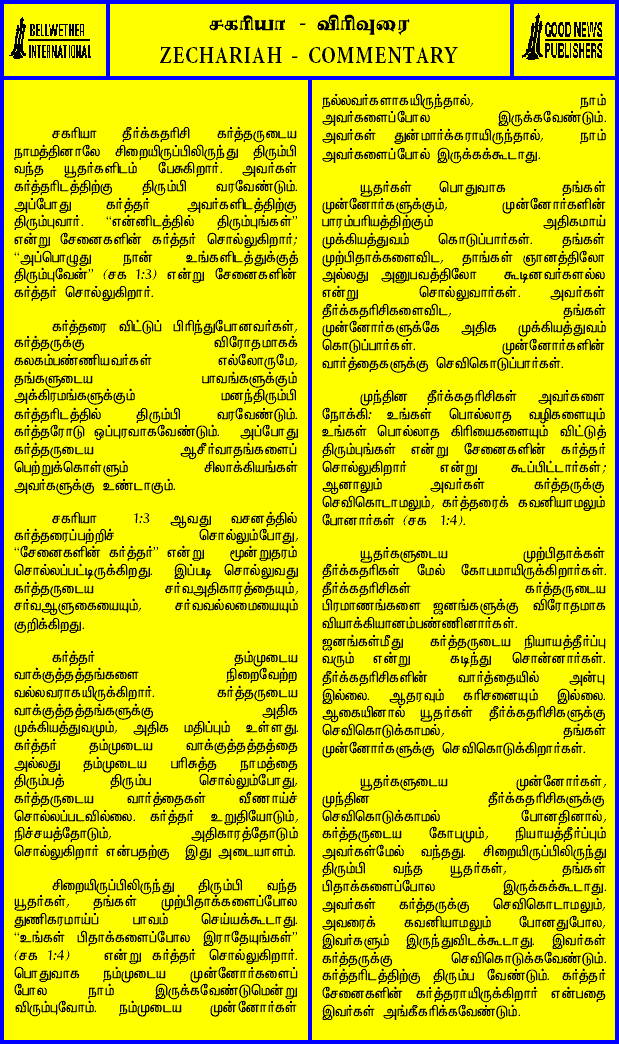 BELLWETHER
INTERNATIONAL
சகரியா - விரிவுரை
ZECHARIAH - COMMENTARY
GOOD NEWS
PUBLISHERS
சகரியா தீர்க்கதரிசி கர்த்தருடைய
நாமத்தினாலே சிறையிருப்பிலிருந்து திரும்பி
வந்த யூதர்களிடம் பேசுகிறார். அவர்கள்
கர்த்தரிடத்திற்கு திரும்பி வரவேண்டும்.
அப்போது கர்த்தர் அவர்களிடத்திற்கு
திரும்புவார். “என்னிடத்தில் திரும்புங்கள்”
என்று சேனைகளின் கர்த்தர் சொல்லுகிறார்;
“அப்பொழுது நான் உங்களிடத்துக்குத்
திரும்புவேன்” (சக 1:3) என்று சேனைகளின்
கர்த்தர் சொல்லுகிறார்.
கர்த்தரை விட்டுப் பிரிந்துபோனவர்கள்,
கர்த்தருக்கு விரோதமாகக்
கலகம்பண்ணியவர்கள் எல்லோருமே,
தங்களுடைய பாவங்களுக்கும்
அக்கிரமங்களுக்கும் மனந்திரும்பி
கர்த்தரிடத்தில் திரும்பி வரவேண்டும்.
கர்த்தரோடு ஒப்புரவாகவேண்டும். அப்போது
கர்த்தருடைய ஆசீர்வாதங்களைப்
பெற்றுக்கொள்ளும் சிலாக்கியங்கள்
அவர்களுக்கு உண்டாகும்.
சகரியா 1:3 ஆவது வசனத்தில்
கர்த்தரைப்பற்றிச் சொல்லும்போது,
“சேனைகளின் கர்த்தர்” என்று மூன்றுதரம்
சொல்லப்பட்டிருக்கிறது. இப்படி சொல்லுவது
கர்த்தருடைய சர்வஅதிகாரத்தையும்,
சர்வஆளுகையையும், சர்வவல்லமையையும்
குறிக்கிறது.
கர்த்தர் தம்முடைய
வாக்குத்தத்தங்களை நிறைவேற்ற
வல்லவராகயிருக்கிறார். கர்த்தருடைய
வாக்குத்தத்தங்களுக்கு அதிக
முக்கியத்துவமும், அதிக மதிப்பும் உள்ளது.
கர்த்தர் தம்முடைய வாக்குத்தத்தத்தை
அல்லது தம்முடைய பரிசுத்த நாமத்தை
திரும்பத் திரும்ப சொல்லும்போது,
கர்த்தருடைய வார்த்தைகள் வீணாய்ச்
சொல்லப்படவில்லை. கர்த்தர் உறுதியோடும்,
நிச்சயத்தோடும், அதிகாரத்தோடும்
சொல்லுகிறார் என்பதற்கு இது அடையாளம்.
சிறையிருப்பிலிருந்து திரும்பி வந்த
யூதர்கள், தங்கள் முற்பிதாக்களைப்போல
துணிகரமாய்ப் பாவம் செய்யக்கூடாது.
“உங்கள் பிதாக்களைப்போல இராதேயுங்கள்”
(சக 1:4) என்று கர்த்தர் சொல்லுகிறார்.
பொதுவாக நம்முடைய முன்னோர்களைப்
போல நாம் இருக்கவேண்டுமென்று
விரும்புவோம். நம்முடைய முன்னோர்கள்
நல்லவர்களாகயிருந்தால், நாம்
அவர்களைப்போல இருக்கவேண்டும்.
அவர்கள் துன்மார்க்கராயிருந்தால், நாம்
அவர்களைப்போல் இருக்கக்கூடாது.
யூதர்கள் பொதுவாக தங்கள்
முன்னோர்களுக்கும், முன்னோர்களின்
பாரம்பரியத்திற்கும் அதிகமாய்
முக்கியத்துவம் கொடுப்பார்கள். தங்கள்
முற்பிதாக்களைவிட, தாங்கள் ஞானத்திலோ
அல்லது அனுபவத்திலோ கூடினவர்களல்ல
என்று சொல்லுவார்கள். அவர்கள்
தீர்க்கதரிசிகளைவிட, தங்கள்
முன்னோர்களுக்கே அதிக முக்கியத்துவம்
கொடுப்பார்கள். முன்னோர்களின்
வார்த்தைகளுக்கு செவிகொடுப்பார்கள்.
முந்தின தீர்க்கதரிசிகள் அவர்களை
நோக்கி: உங்கள் பொல்லாத வழிகளையும்
உங்கள் பொல்லாத கிரியைகளையும் விட்டுத்
திரும்புங்கள் என்று சேனைகளின் கர்த்தர்
சொல்லுகிறார் என்று கூப்பிட்டார்கள்;
ஆனாலும் அவர்கள் கர்த்தருக்கு
செவிகொடாமலும், கர்த்தரைக் கவனியாமலும்
போனார்கள் (சக 1:4).
யூதர்களுடைய முற்பிதாக்கள்
தீர்க்கதரிகள் மேல் கோபமாயிருக்கிறார்கள்.
தீர்க்கதரிசிகள் கர்த்தருடைய
பிரமாணங்களை ஜனங்களுக்கு விரோதமாக
வியாக்கியானம்பண்ணினார்கள்.
ஜனங்கள்மீது கர்த்தருடைய நியாயத்தீர்ப்பு
வரும் என்று கடிந்து சொன்னார்கள்.
தீர்க்கதரிசிகளின் வார்த்தையில் அன்பு
இல்லை. ஆதரவும் கரிசனையும் இல்லை.
ஆகையினால் யூதர்கள் தீர்க்கதரிசிகளுக்கு
செவிகொடுக்காமல், தங்கள்
முன்னோர்களுக்கு செவிகொடுக்கிறார்கள்.
யூதர்களுடைய முன்னோர்கள்,
முந்தின தீர்க்கதரிசிகளுக்கு
செவிகொடுக்காமல் போனதினால்,
கர்த்தருடைய கோபமும், நியாயத்தீர்ப்பும்
அவர்கள்மேல் வந்தது. சிறையிருப்பிலிருந்து
திரும்பி வந்த யூதர்கள், தங்கள்
பிதாக்களைப்போல இருக்கக்கூடாது.
அவர்கள் கர்த்தருக்கு செவிகொடாமலும்,
அவரைக் கவனியாமலும் போனதுபோல,
இவர்களும் இருந்துவிடக்கூடாது. இவர்கள்
கர்த்தருக்கு செவிகொடுக்கவேண்டும்.
கர்த்தரிடத்திற்கு திரும்ப வேண்டும். கர்த்தர்
சேனைகளின் கர்த்தராயிருக்கிறார் என்பதை
இவர்கள் அங்கீகரிக்கவேண்டும்.